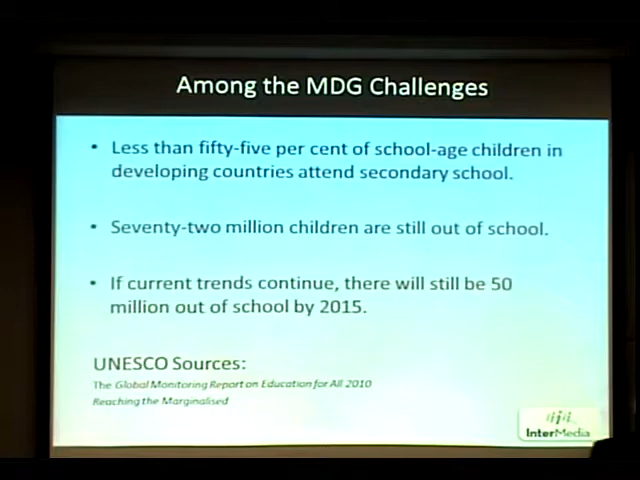 Among the MDG Challenges
• Less than fifty-five per cent of school-age children in
developing countries attend secondary school.
• Seventy-two million children are still out of school.
• If current trends continue, there will still be 50
million out of school by 2015.
UNESCO Sources:
The Global Monitoring Report on Education for All 2010
Reaching the Marginalised
InterMedia